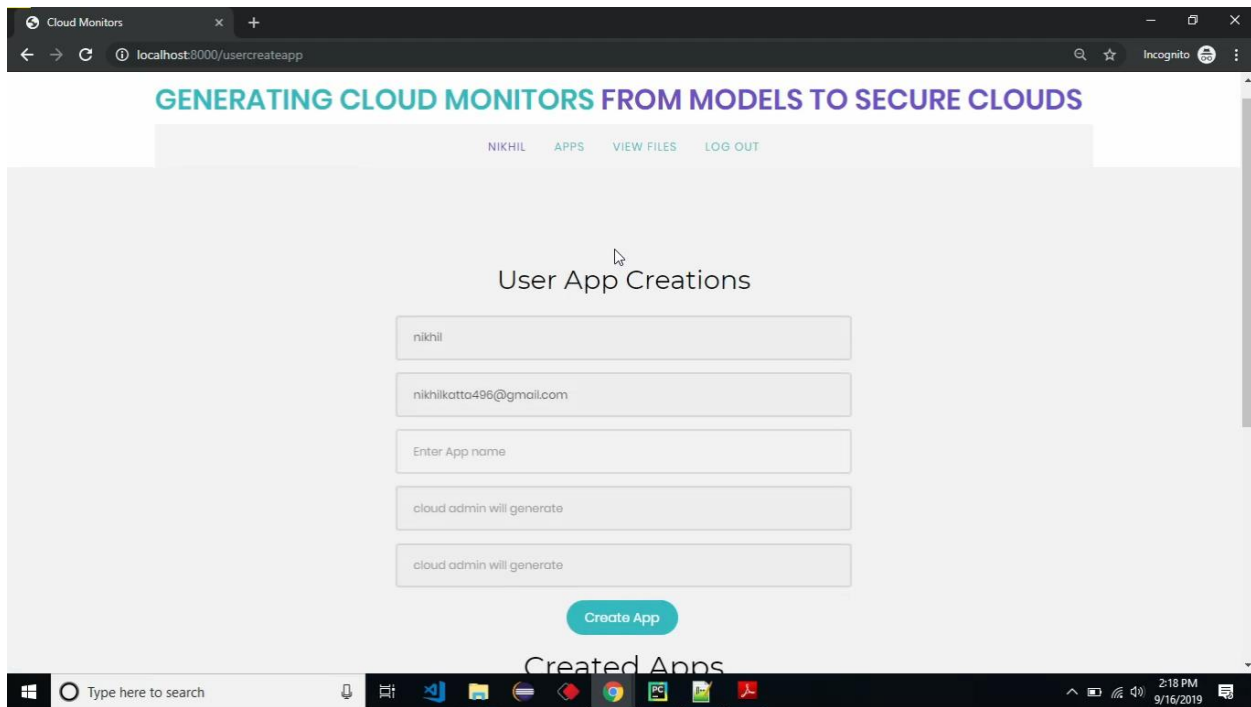 Cloud Monitors
localhost:8000/usercreateapp
Incognito
GENERATING CLOUD MONITORS FROM MODELS TO SECURE CLOUDS
NIKHIL APPS VIEW FILES LOG OUT
User App Creations
nikhil
nikhilkatta496@gmail.com
Enter App name
cloud admin will generate
cloud admin will generate
Create App
Created Apps
Type here to search
PC
2:18 PM
9/16/2019